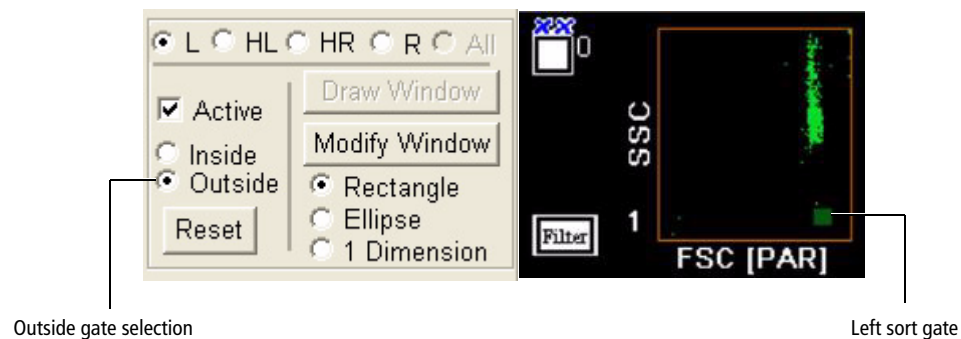 L HL HR R All
Active
Inside
Outside
Reset
Draw Window
Modify Window
Rectangle
Ellipse
1 Dimension
0
SSC
1
Filter
FSC [PAR]
Outside gate selection
Left sort gate